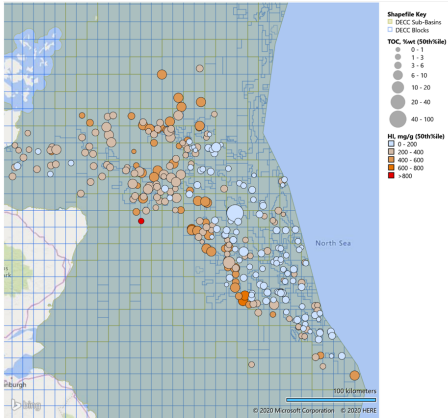 Shapefile Key
DECC Sub-Basins
DECC Blocks
TOC, %wt (50th%ile)
0 - 1
1 - 3
3 - 6
6 - 10
10 - 20
20 - 40
40 - 100
HI, mg/g (50th%ile)
0 - 200
200 - 400
400 - 600
600 - 800
>800
North Sea
100 kilometers
bing
© 2020 Microsoft Corporation © 2020 HERE